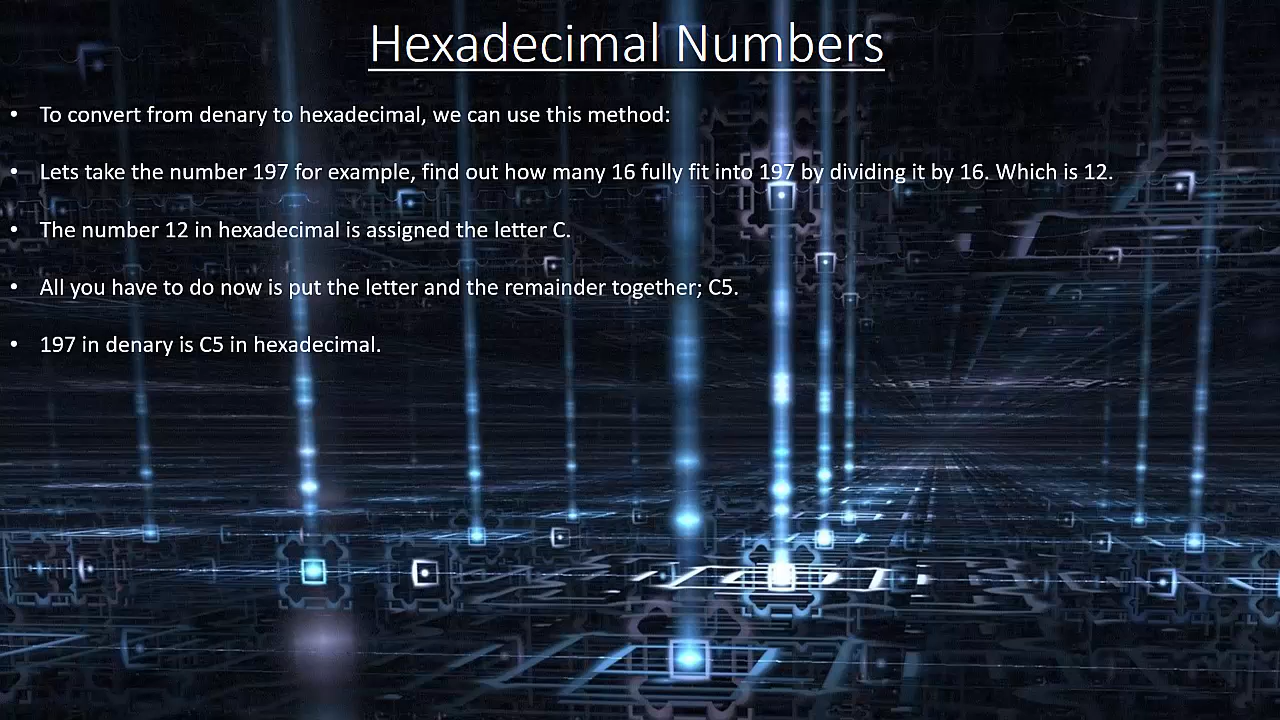 Hexadecimal Numbers
• To convert from denary to hexadecimal, we can use this method:
• Lets take the number 197 for example, find out how many 16 fully fit into 197 by dividing it by 16. Which is 12.
• The number 12 in hexadecimal is assigned the letter C.
• All you have to do now is put the letter and the remainder together; C5.
• 197 in denary is C5 in hexadecimal.